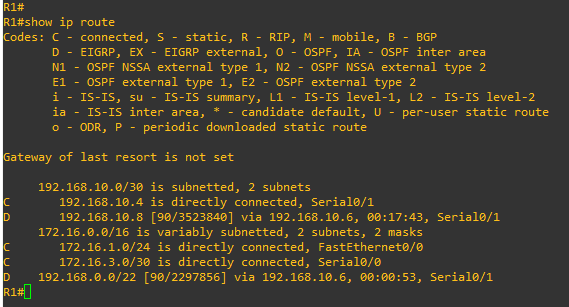 R1#
R1#show ip route
Codes: C - connected, S - static, R - RIP, M - mobile, B - BGP
       D - EIGRP, EX - EIGRP external, O - OSPF, IA - OSPF inter area
       N1 - OSPF NSSA external type 1, N2 - OSPF NSSA external type 2
       E1 - OSPF external type 1, E2 - OSPF external type 2
       i - IS-IS, su - IS-IS summary, L1 - IS-IS level-1, L2 - IS-IS level-2
       ia - IS-IS inter area, * - candidate default, U - per-user static route
       o - ODR, P - periodic downloaded static route
Gateway of last resort is not set
     192.168.10.0/30 is subnetted, 2 subnets
C       192.168.10.4 is directly connected, Serial0/1
D       192.168.10.8 [90/3523840] via 192.168.10.6, 00:17:43, Serial0/1
     172.16.0.0/16 is variably subnetted, 2 subnets, 2 masks
C       172.16.1.0/24 is directly connected, FastEthernet0/0
C       172.16.3.0/30 is directly connected, Serial0/0
D    192.168.0.0/22 [90/2297856] via 192.168.10.6, 00:00:53, Serial0/1
R1#